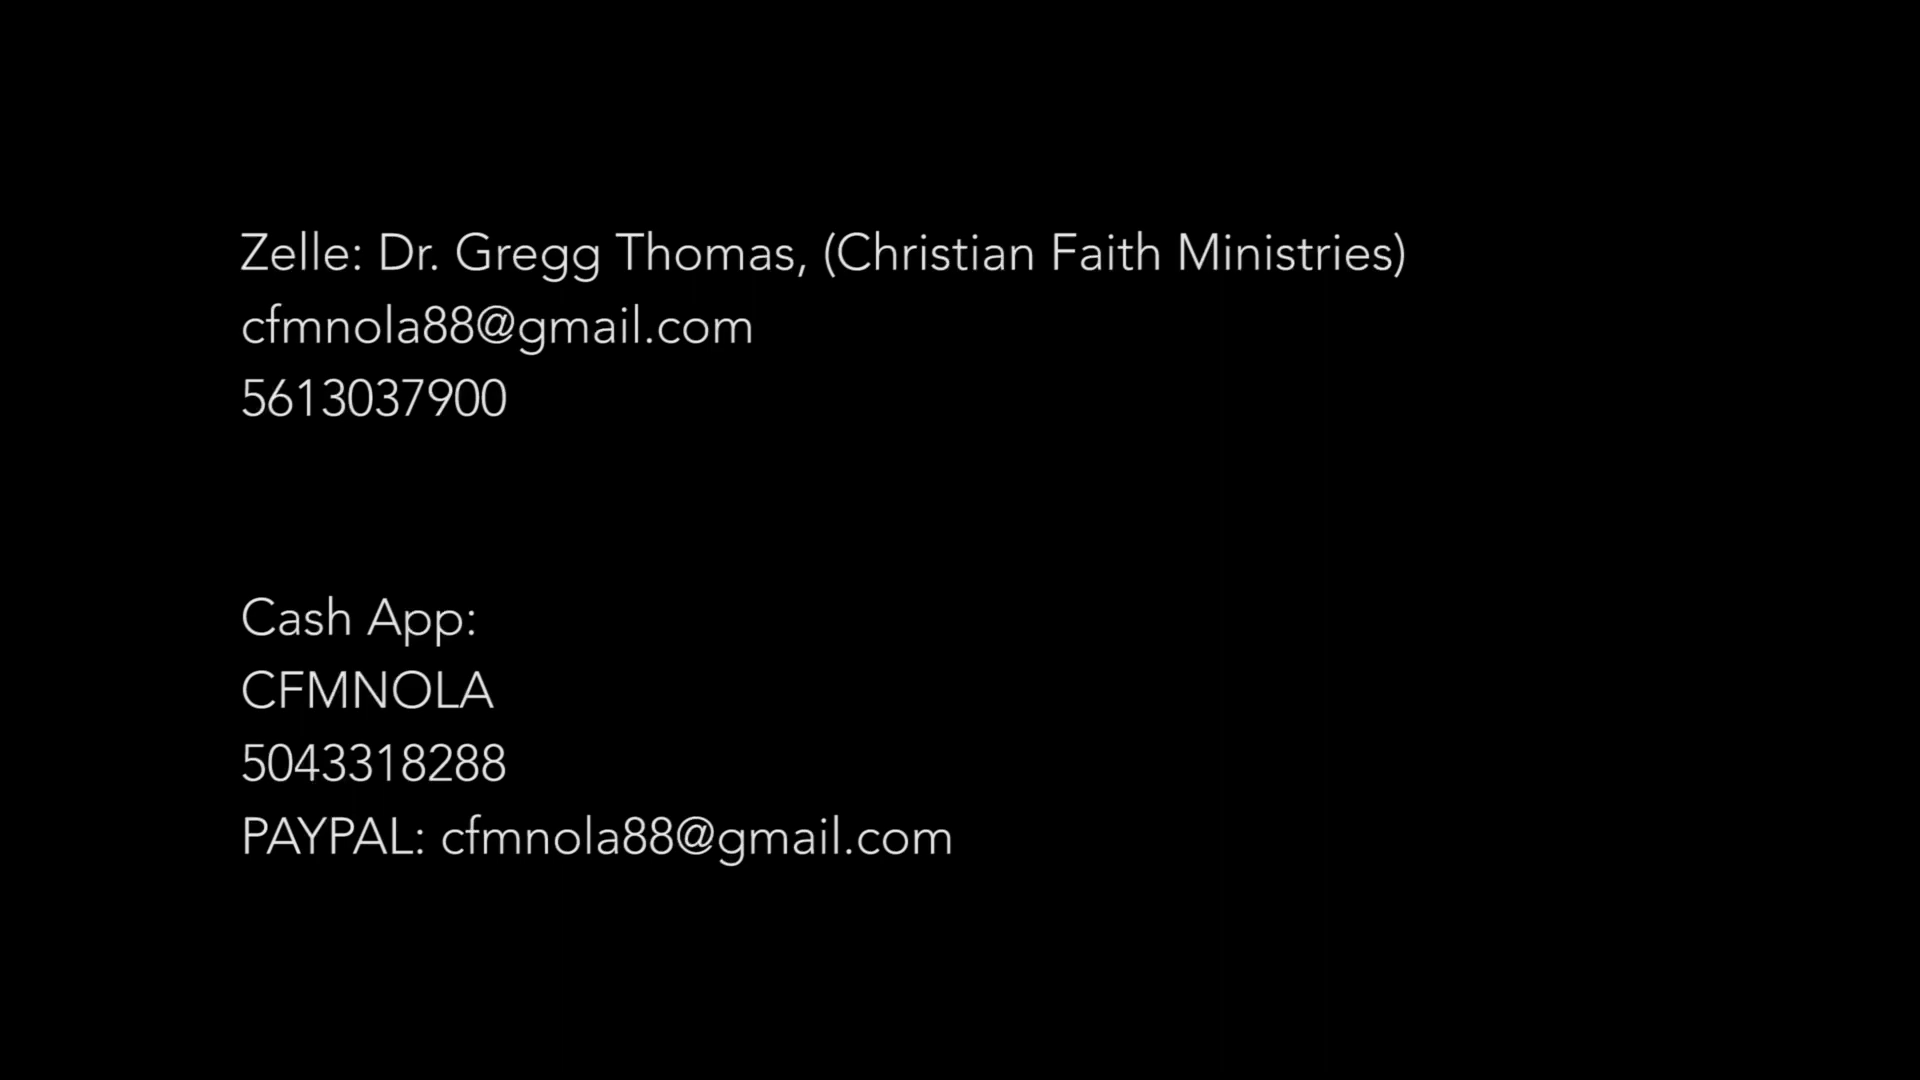 Zelle: Dr. Gregg Thomas, (Christian Faith Ministries)
cfmnola88@gmail.com
5613037900
Cash App:
CFMNOLA
5043318288
PAYPAL: cfmnola88@gmail.com